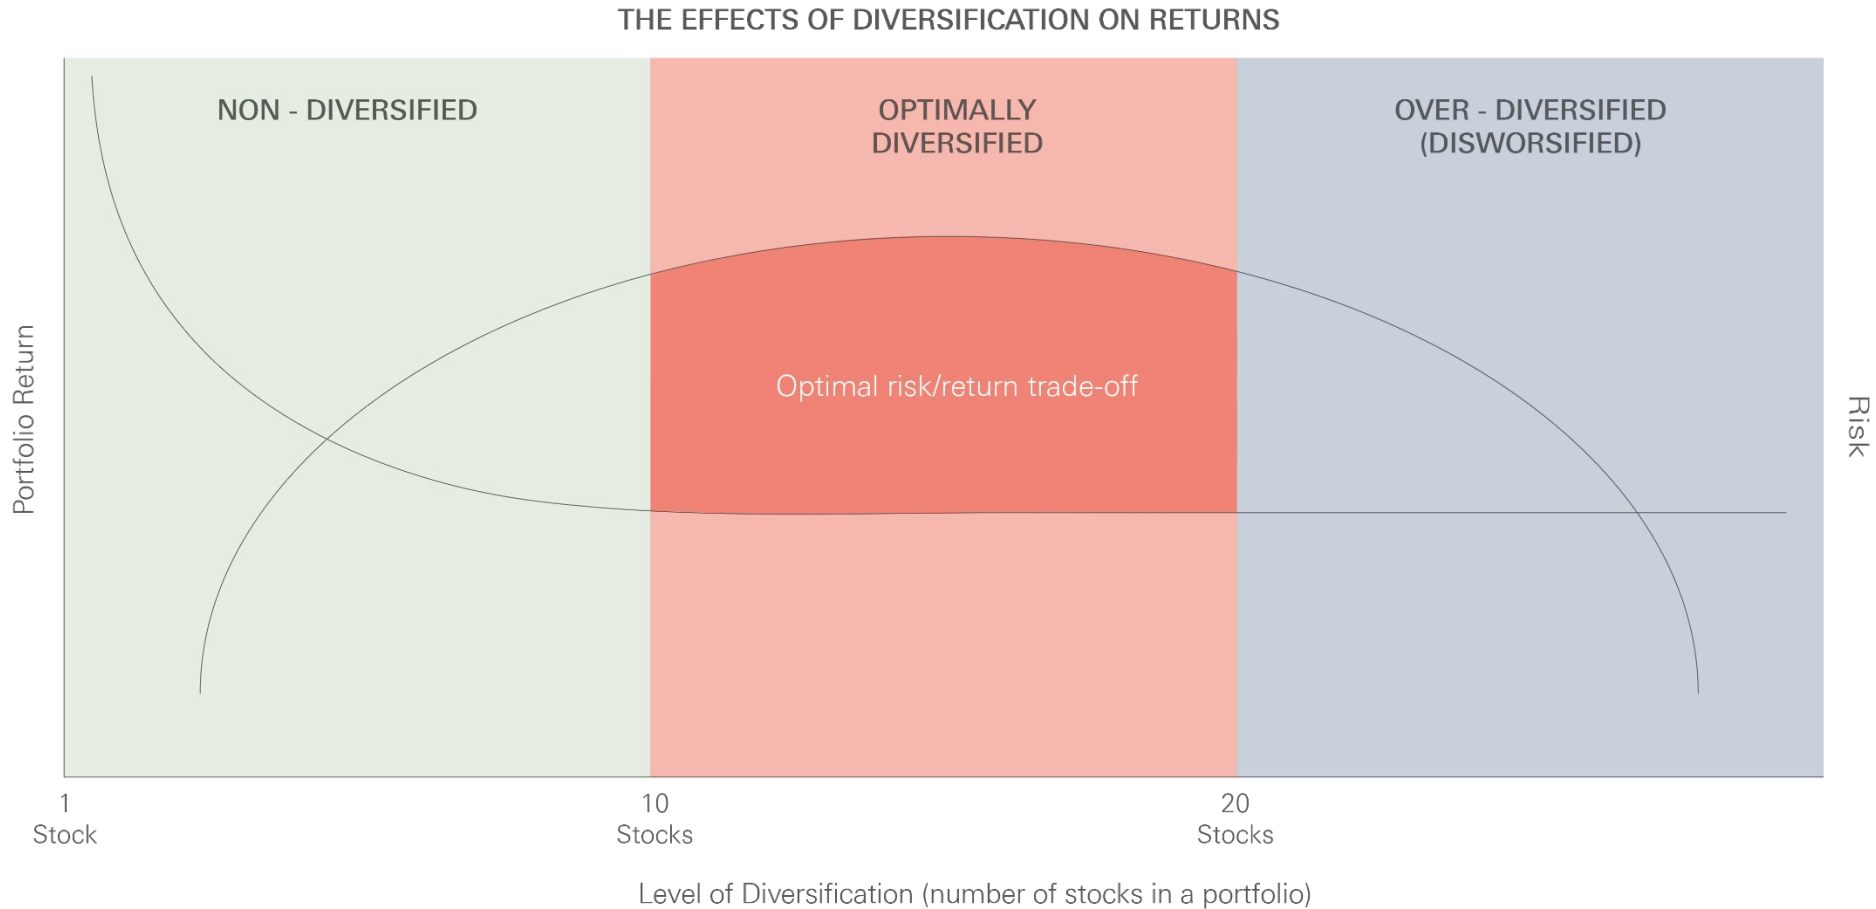 THE EFFECTS OF DIVERSIFICATION ON RETURNS
NON - DIVERSIFIED
OPTIMALLY
DIVERSIFIED
OVER - DIVERSIFIED
(DISWORSIFIED)
Optimal risk/return trade-off
Portfolio Return
Risk
1
Stock
10
Stocks
20
Stocks
Level of Diversification (number of stocks in a portfolio)